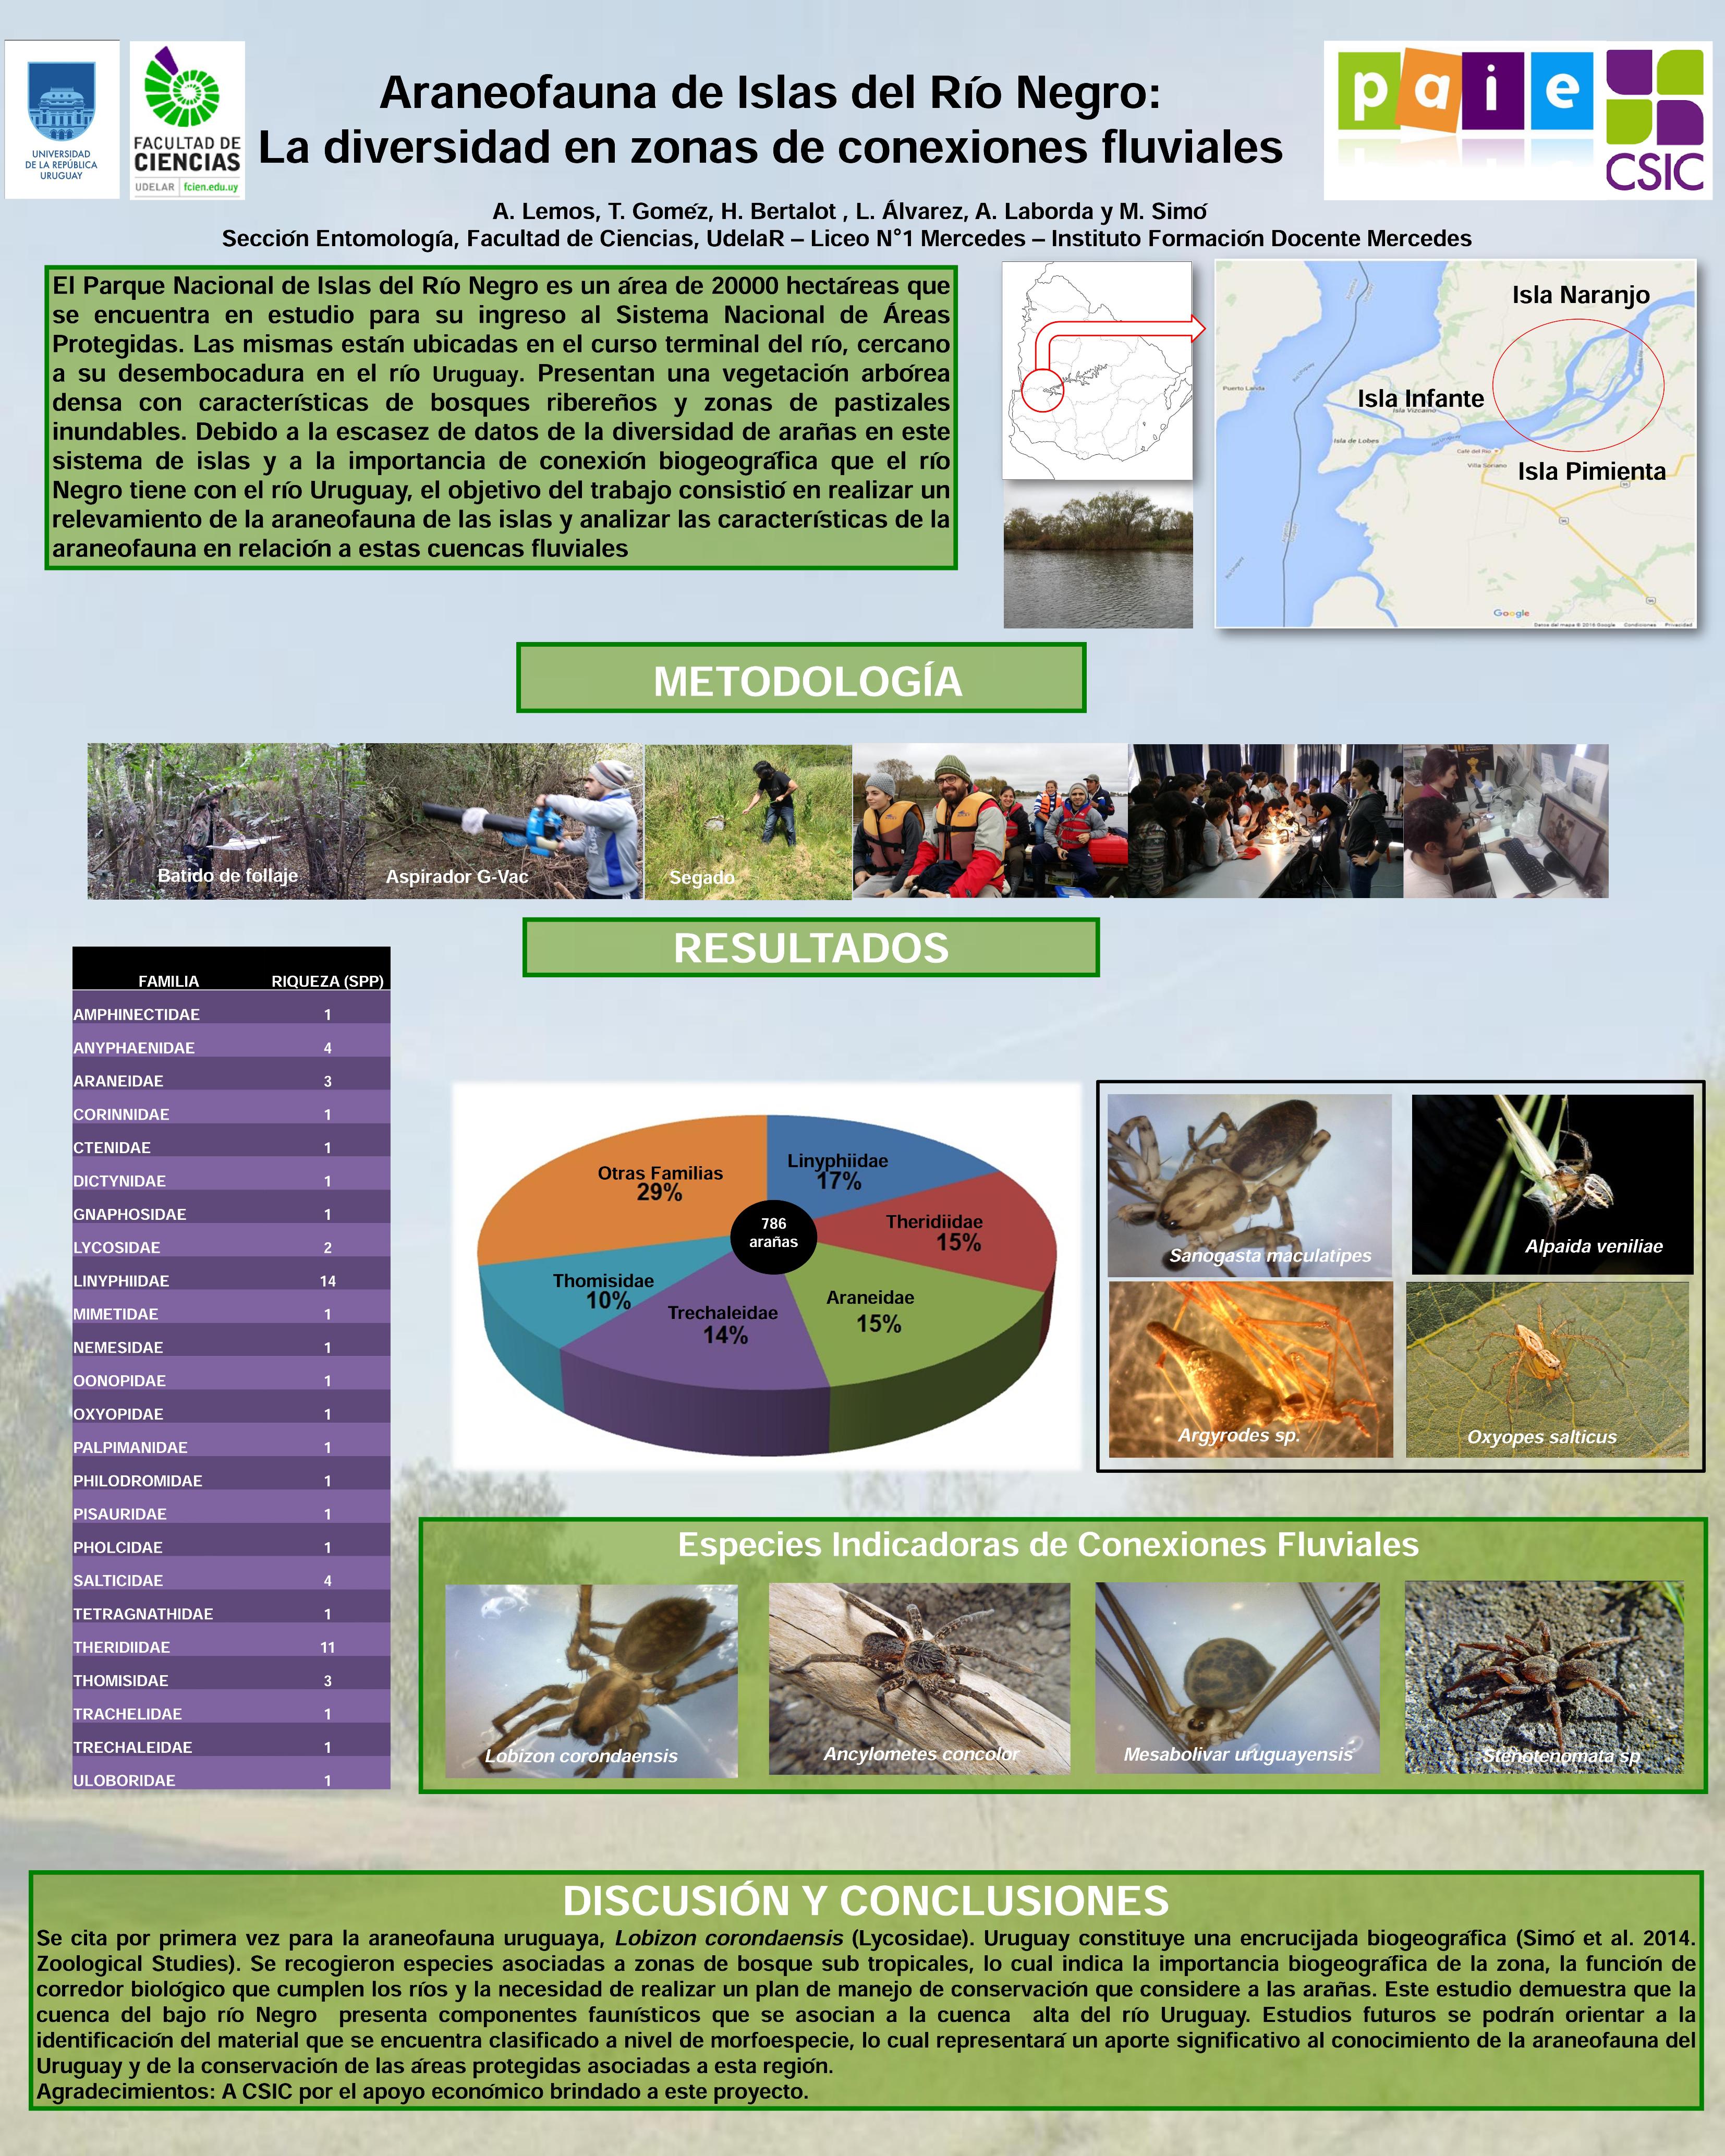 UNIVERSIDAD
DE LA REPÚBLICA
URUGUAY
FACULTAD DE
CIENCIAS
UDELAR | fcien.edu.uy
Araneofauna de Islas del Río Negro:
La diversidad en zonas de conexiones fluviales
paie
CSIC
A. Lemos, T. Goméz, H. Bertalot , L. Álvarez, A. Laborda y M. Simó
Sección Entomología, Facultad de Ciencias, UdelaR – Liceo N°1 Mercedes – Instituto Formación Docente Mercedes
El Parque Nacional de Islas del Río Negro es un área de 20000 hectáreas que
se encuentra en estudio para su ingreso al Sistema Nacional de Áreas
Protegidas. Las mismas están ubicadas en el curso terminal del río, cercano
a su desembocadura en el río Uruguay. Presentan una vegetación arbórea
densa con características de bosques ribereños y zonas de pastizales
inundables. Debido a la escasez de datos de la diversidad de arañas en este
sistema de islas y a la importancia de conexión biogeográfica que el río
Negro tiene con el río Uruguay, el objetivo del trabajo consistió en realizar un
relevamiento de la araneofauna de las islas y analizar las características de la
araneofauna en relación a estas cuencas fluviales
Isla Naranjo
Puerto Landa
Isla Infante
Isla Vizcaíno
Isla de Lobes
Café del Río
Villa Soriano
Isla Pimienta
Google
Datos del mapa © 2016 Google Condiciones Privacidad
METODOLOGÍA
Batido de follaje
Aspirador G-Vac
Segado
RESULTADOS
FAMILIA RIQUEZA (SPP)
AMPHINECTIDAE 1
ANYPHAENIDAE 4
ARANEIDAE 3
CORINNIDAE 1
CTENIDAE 1
DICTYNIDAE 1
GNAPHOSIDAE 1
LYCOSIDAE 2
LINYPHIIDAE 14
MIMETIDAE 1
NEMESIDAE 1
OONOPIDAE 1
OXYOPIDAE 1
PALPIMANIDAE 1
PHILODROMIDAE 1
PISAURIDAE 1
PHOLCIDAE 1
SALTICIDAE 4
TETRAGNATHIDAE 1
THERIDIIDAE 11
THOMISIDAE 3
TRACHELIDAE 1
TRECHALEIDAE 1
ULOBORIDAE 1
Otras Familias
29%
Linyphiidae
17%
Theridiidae
15%
786
arañas
Thomisidae
10%
Trechaleidae
14%
Araneidae
15%
Sanogasta maculatipes
Alpaida veniliae
Argyrodes sp.
Oxyopes salticus
Especies Indicadoras de Conexiones Fluviales
Lobizon corondaensis
Ancylometes concolor
Mesabolivar uruguayensis
Stenotenomata sp
DISCUSIÓN Y CONCLUSIONES
Se cita por primera vez para la araneofauna uruguaya, Lobizon corondaensis (Lycosidae). Uruguay constituye una encrucijada biogeográfica (Simó et al. 2014.
Zoological Studies). Se recogieron especies asociadas a zonas de bosque sub tropicales, lo cual indica la importancia biogeográfica de la zona, la función de
corredor biológico que cumplen los ríos y la necesidad de realizar un plan de manejo de conservación que considere a las arañas. Este estudio demuestra que la
cuenca del bajo río Negro presenta componentes faunísticos que se asocian a la cuenca alta del río Uruguay. Estudios futuros se podrán orientar a la
identificación del material que se encuentra clasificado a nivel de morfoespecie, lo cual representará un aporte significativo al conocimiento de la araneofauna del
Uruguay y de la conservación de las áreas protegidas asociadas a esta región.
Agradecimientos: A CSIC por el apoyo económico brindado a este proyecto.